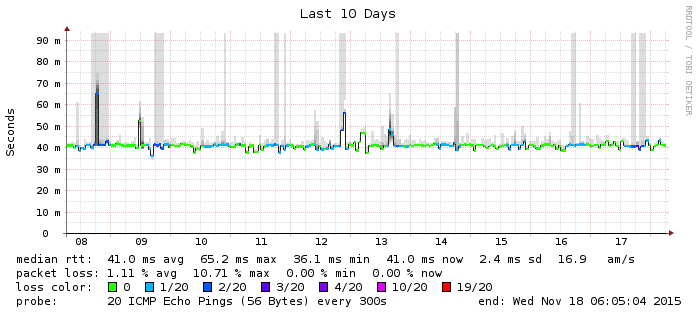 Last 10 Days
RRDTOOL / TOBI OETIKER
Seconds
90 m
80 m
70 m
60 m
50 m
40 m
30 m
20 m
10 m
0
08 09 10 11 12 13 14 15 16 17
median rtt: 41.0 ms avg 65.2 ms max 36.1 ms min 41.0 ms now 2.4 ms sd 16.9 am/s
packet loss: 1.11 % avg 10.71 % max 0.00 % min 0.00 % now
loss color: 0 1/20 2/20 3/20 4/20 10/20 19/20
probe: 20 ICMP Echo Pings (56 Bytes) every 300s end: Wed Nov 18 06:05:04 2015